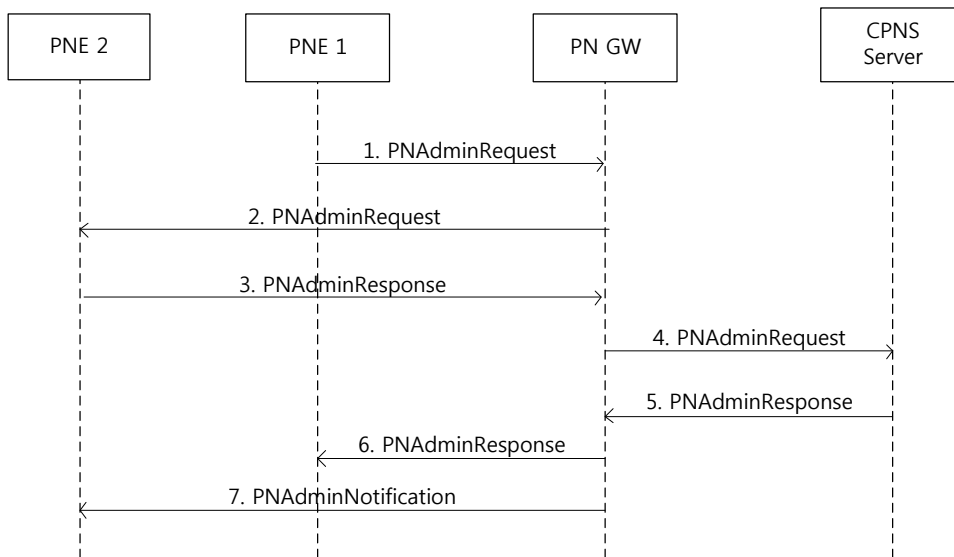 PNE 2
PNE 1
PN GW
CPNS
Server
1. PNAdminRequest
2. PNAdminRequest
3. PNAdminResponse
4. PNAdminRequest
5. PNAdminResponse
6. PNAdminResponse
7. PNAdminNotification